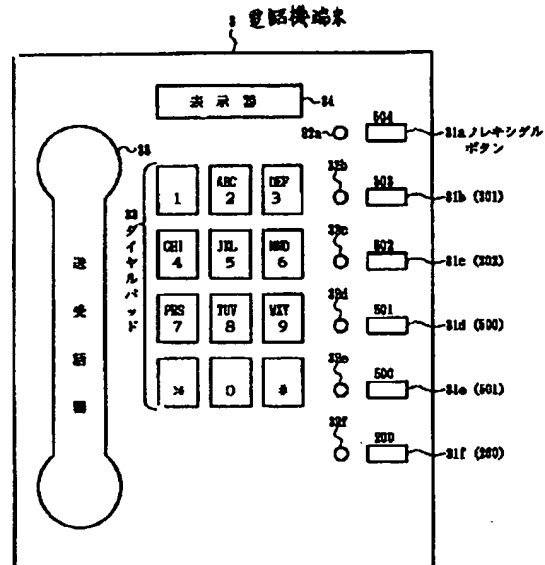 3 電話機端末
表示器 34
35
504
32a 31a フレキシブル
ボタン
33 ダイヤルパッド
送受話器
1
ABC
2
DEF
3
32b
503
31b (301)
GHI
4
JKL
5
MNO
6
32c
502
31c (302)
PRS
7
TUV
8
WXY
9
32d
501
31d (500)
*
0
#
32e
500
31e (501)
32f
200
31f (200)